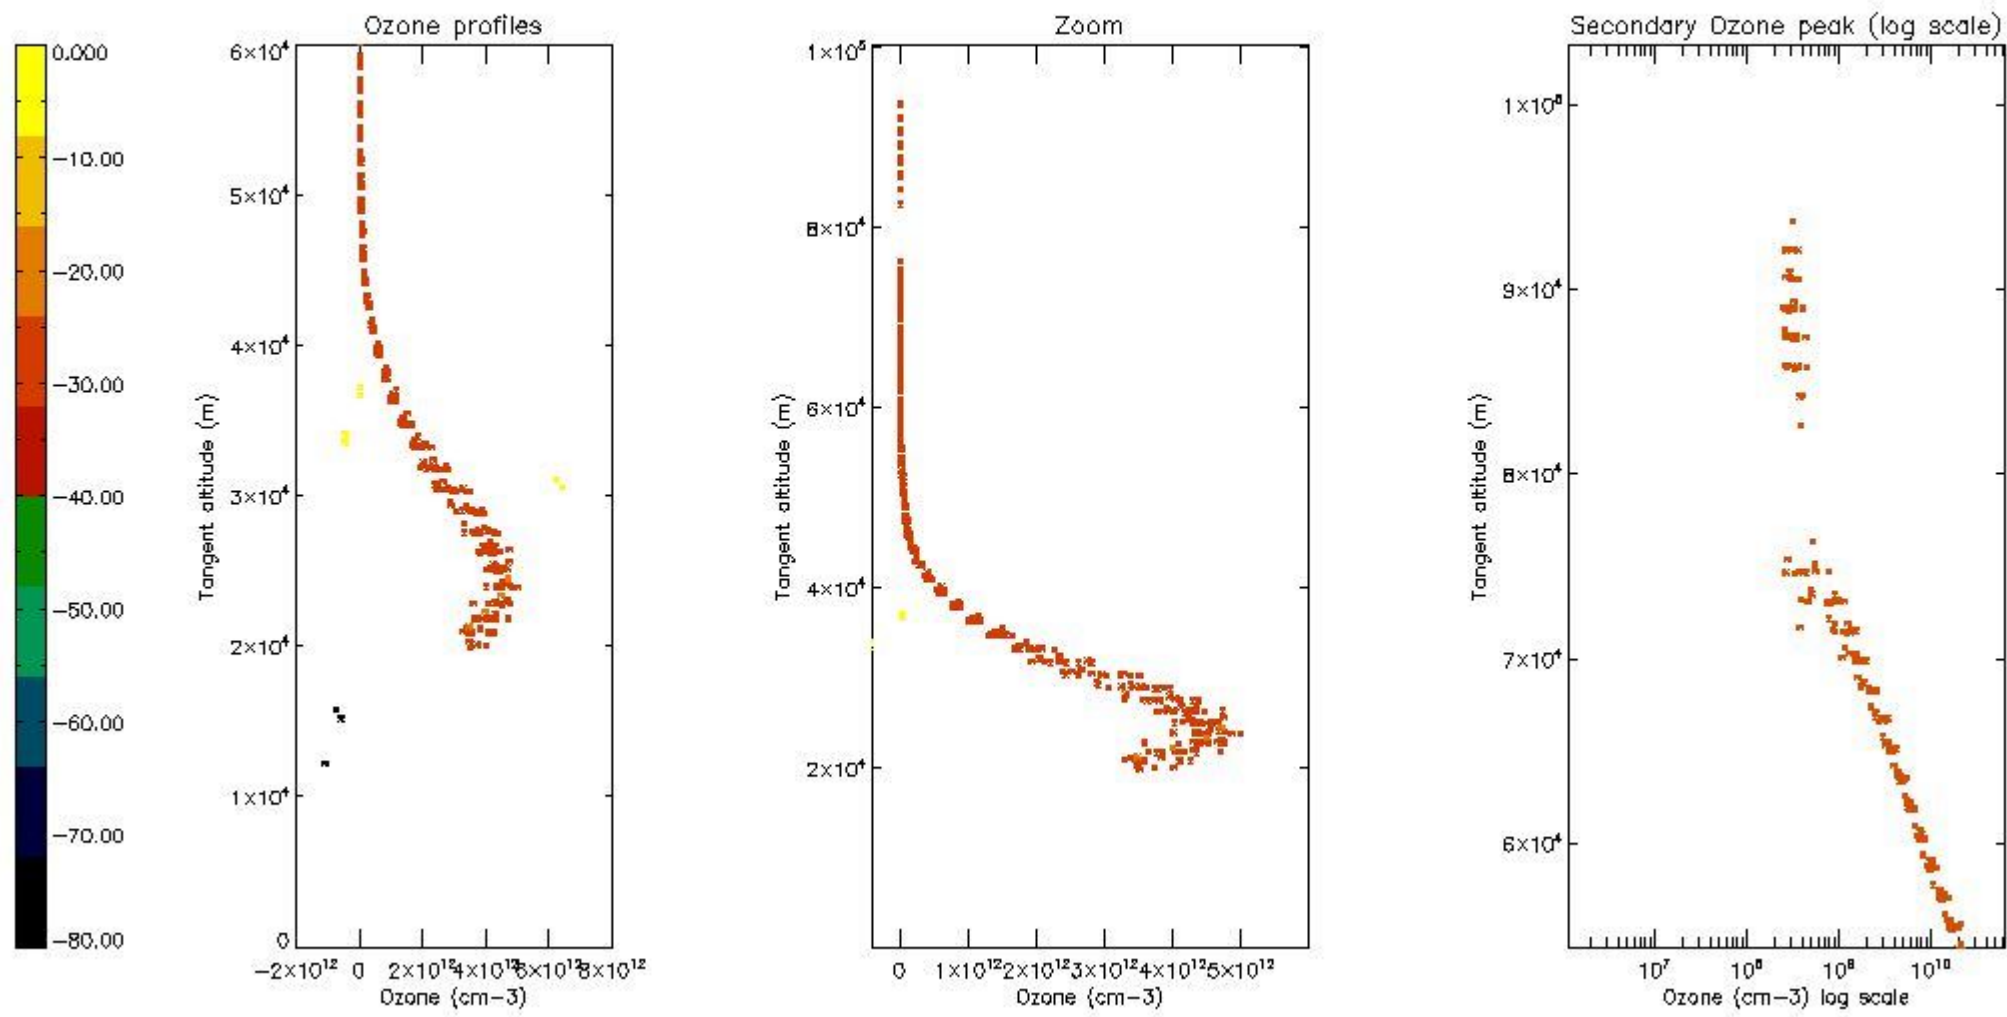 Ozone profiles
Zoom
Secondary Ozone peak (log scale)
0.000
−10.00
−20.00
−30.00
−40.00
−50.00
−60.00
−70.00
−80.00
6×10⁴
5×10⁴
4×10⁴
3×10⁴
2×10⁴
1×10⁴
0
Tangent altitude (m)
−2×10¹² 0 2×10¹² 4×10¹² 6×10¹² 8×10¹²
Ozone (cm−3)
1×10⁵
8×10⁴
6×10⁴
4×10⁴
2×10⁴
Tangent altitude (m)
0 1×10¹² 2×10¹² 3×10¹² 4×10¹² 5×10¹²
Ozone (cm−3)
1×10⁵
9×10⁴
8×10⁴
7×10⁴
6×10⁴
Tangent altitude (m)
10⁷ 10⁸ 10⁹ 10¹⁰
Ozone (cm−3) log scale